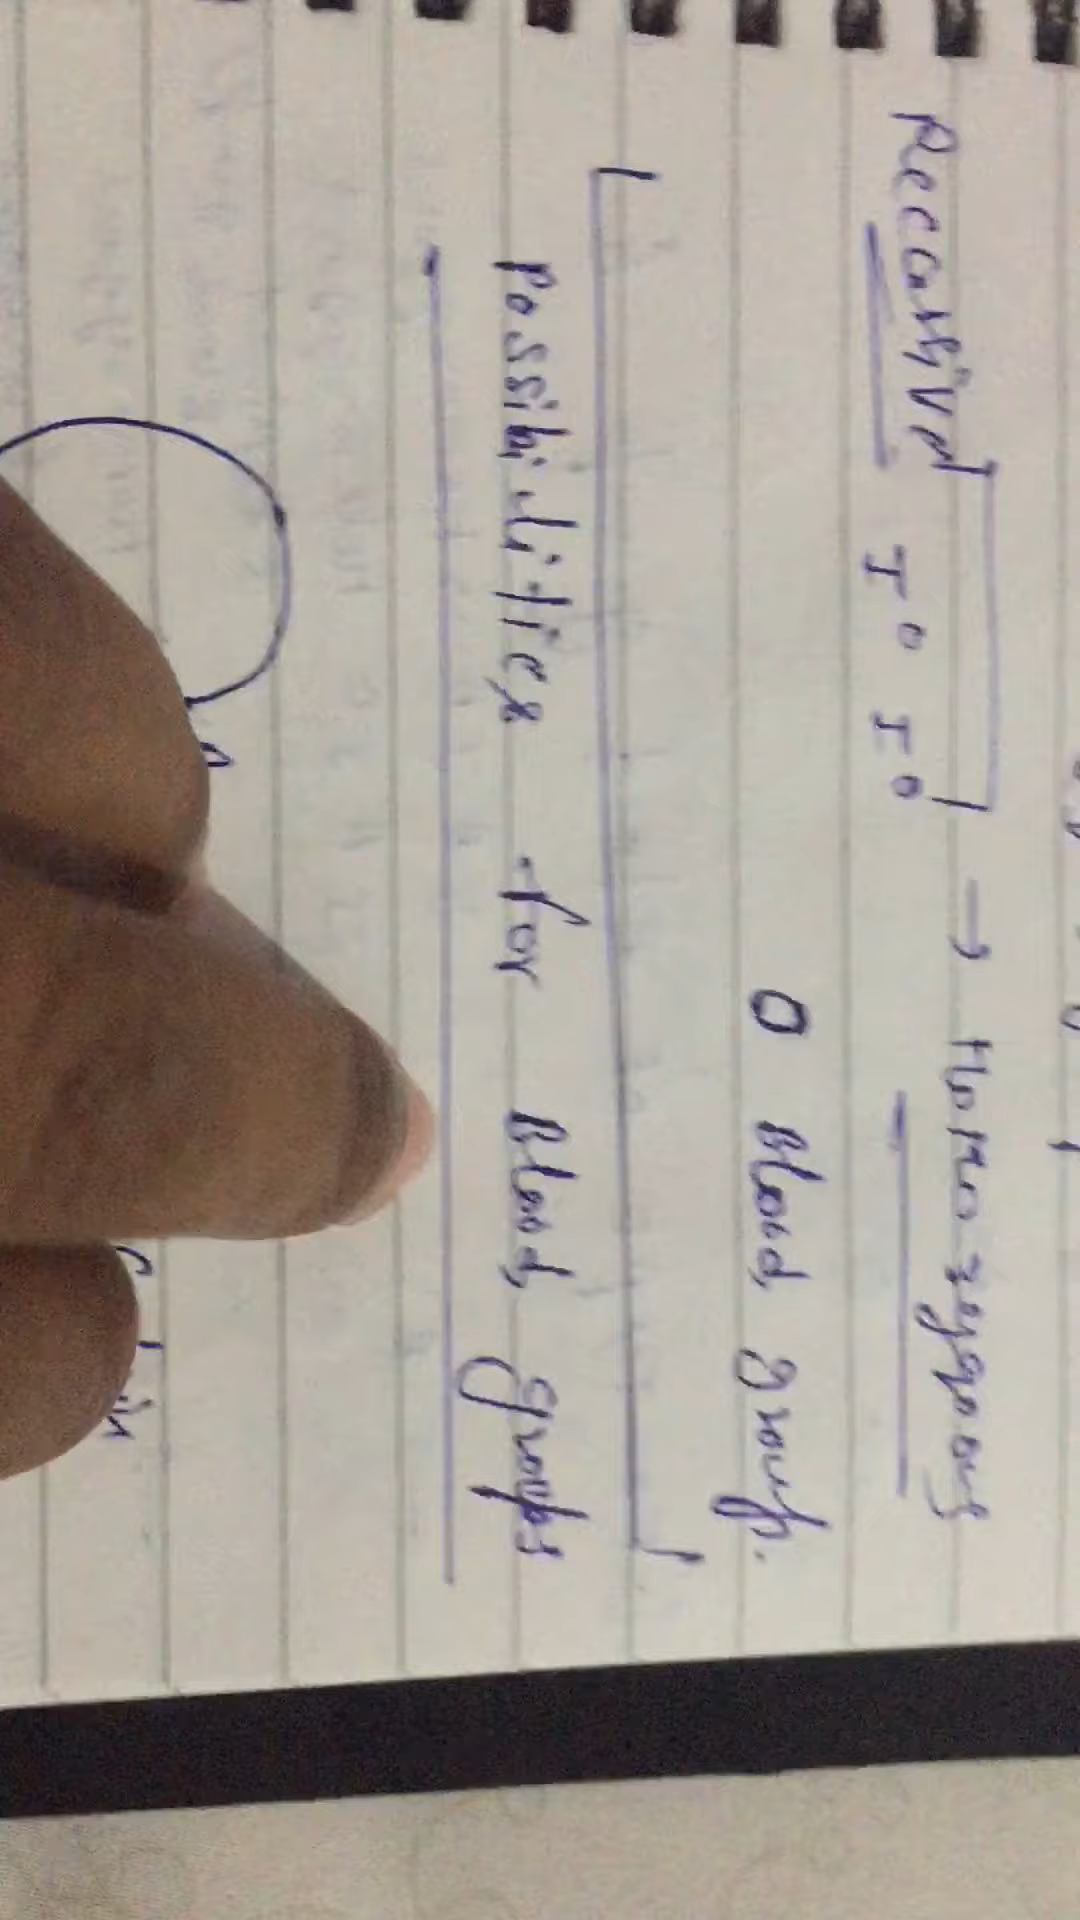 Recessive I° I° → Homozygous
O Blood group.
Possibilities for Blood groups